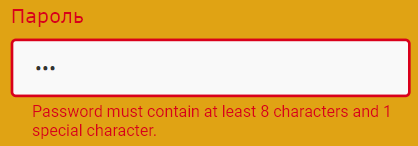 Пароль
•••
Password must contain at least 8 characters and 1
special character.